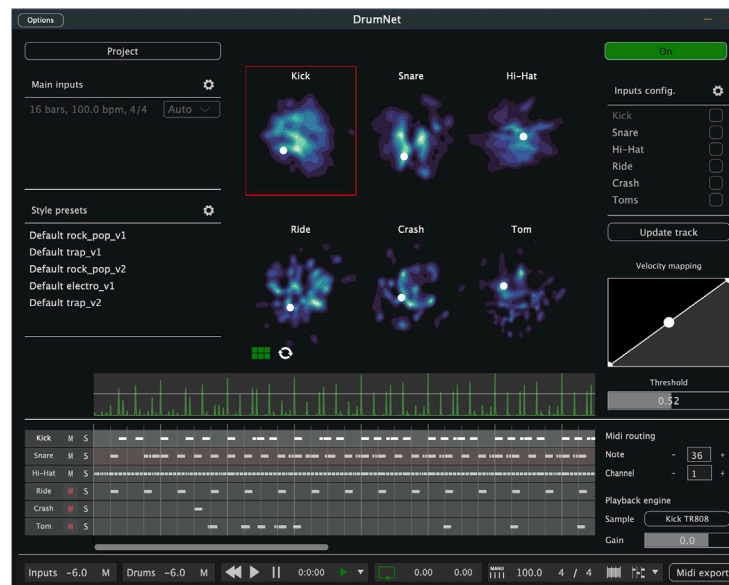 Options
DrumNet
Project
On
Main inputs
16 bars, 100.0 bpm, 4/4
Auto
Kick
Snare
Hi-Hat
Inputs config.
Kick
Snare
Hi-Hat
Ride
Crash
Toms
Style presets
Default rock_pop_v1
Default trap_v1
Default rock_pop_v2
Default electro_v1
Default trap_v2
Ride
Crash
Tom
Update track
Velocity mapping
Threshold
0.52
Kick M S
Snare M S
Hi-Hat M S
Ride M S
Crash M S
Tom M S
Midi routing
Note - 36 +
Channel - 1 +
Playback engine
Sample Kick TR808
Gain 0.0
Inputs -6.0 M Drums -6.0 M 0:0:00 0.00 0.00 MANU 100.0 4 / 4 Midi export